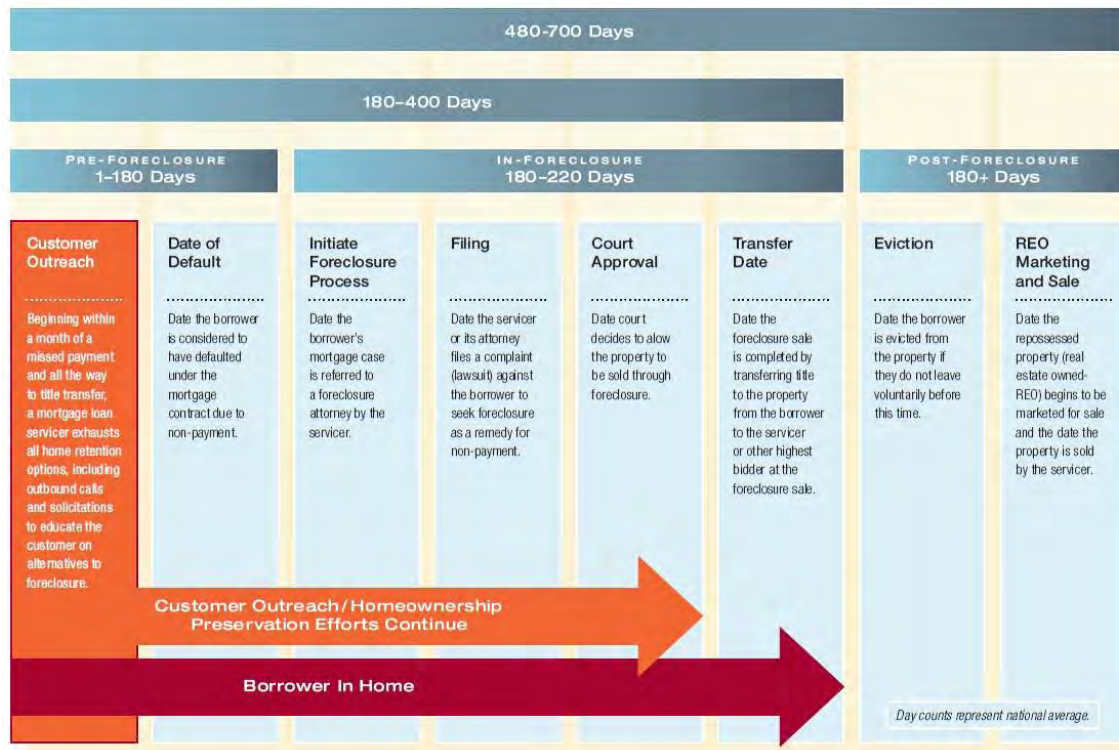 480-700 Days
180–400 Days
PRE-FORECLOSURE
1–180 Days
IN-FORECLOSURE
180–220 Days
POST-FORECLOSURE
180+ Days
Customer
Outreach
Beginning within
a month of a
missed payment
and all the way
to title transfer,
a mortgage loan
servicer exhausts
all home retention
options, including
outbound calls
and solicitations
to educate the
customer on
alternatives to
foreclosure.
Date of
Default
Date the borrower
is considered to
have defaulted
under the
mortgage
contract due to
non-payment.
Initiate
Foreclosure
Process
Date the
borrower's
mortgage case
is referred to
a foreclosure
attorney by the
servicer.
Filing
Date the servicer
or its attorney
files a complaint
(lawsuit) against
the borrower to
seek foreclosure
as a remedy for
non-payment.
Court
Approval
Date court
decides to alow
the property to
be sold through
foreclosure.
Transfer
Date
Date the
foreclosure sale
is completed by
transferring title
to the property
from the borrower
to the servicer
or other highest
bidder at the
foreclosure sale.
Eviction
Date the borrower
is evicted from
the property if
they do not leave
voluntarily before
this time.
REO
Marketing
and Sale
Date the
repossessed
property (real
estate owned-
REO) begins to be
marketed for sale
and the date the
property is sold
by the servicer.
Customer Outreach/Homeownership
Preservation Efforts Continue
Borrower In Home
Day counts represent national average.